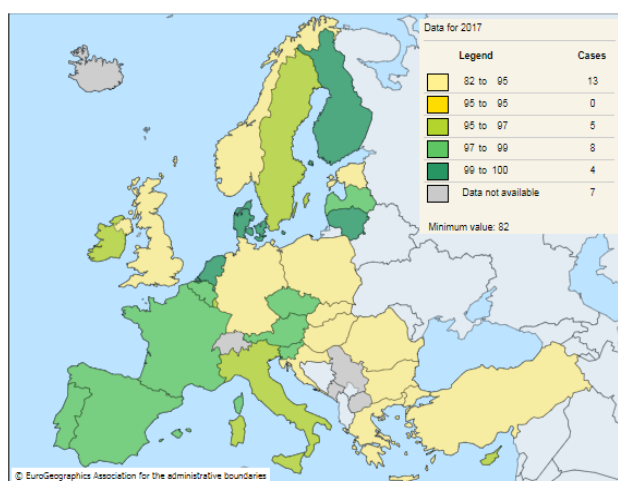 Data for 2017
Legend Cases
82 to 95 13
95 to 95 0
95 to 97 5
97 to 99 8
99 to 100 4
Data not available 7
Minimum value: 82
© EuroGeographics Association for the administrative boundaries